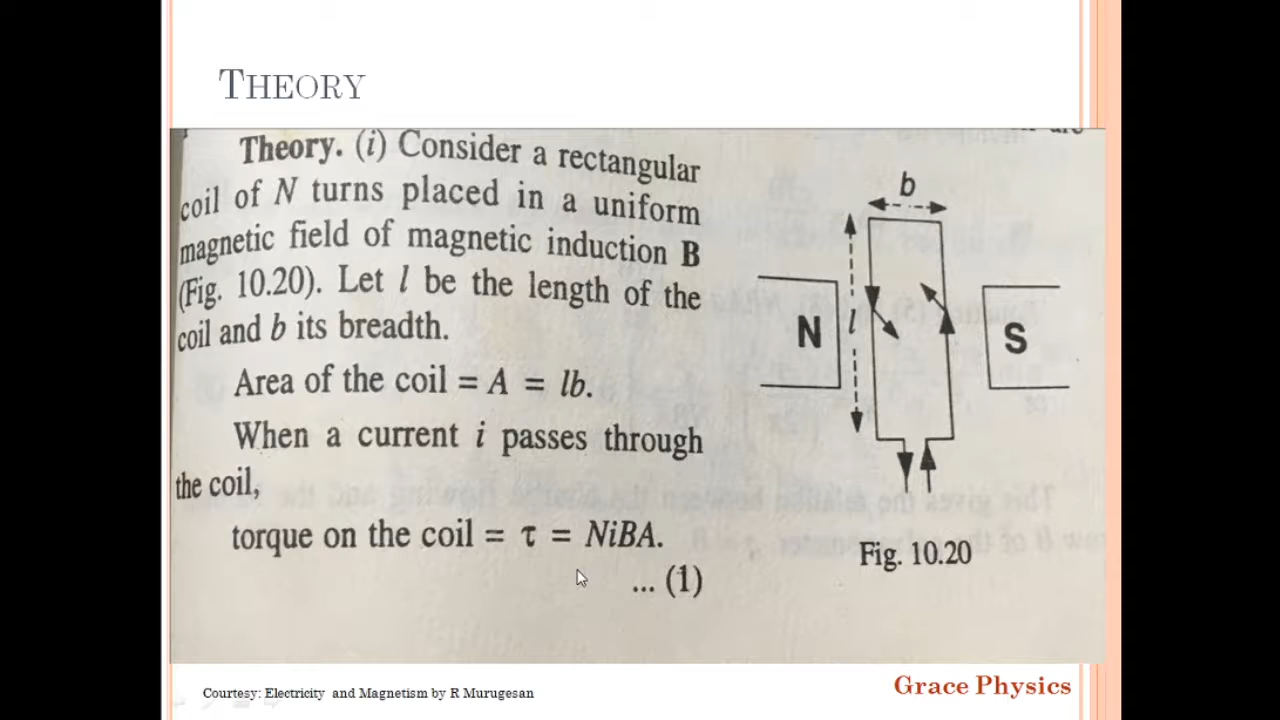 THEORY
Theory. (i) Consider a rectangular
coil of N turns placed in a uniform
magnetic field of magnetic induction B
(Fig. 10.20). Let l be the length of the
coil and b its breadth.
Area of the coil = A = lb.
When a current i passes through
the coil,
torque on the coil = τ = NiBA.
... (1)
b
N
l
S
Fig. 10.20
Courtesy: Electricity and Magnetism by R Murugesan
Grace Physics